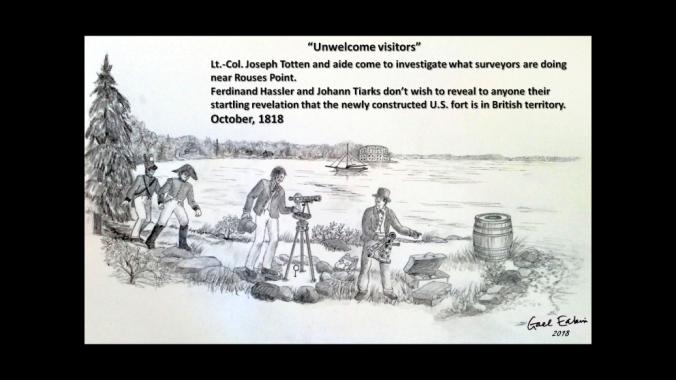 “Unwelcome visitors”
Lt.-Col. Joseph Totten and aide come to investigate what surveyors are doing
near Rouses Point.
Ferdinand Hassler and Johann Tiarks don’t wish to reveal to anyone their
startling revelation that the newly constructed U.S. fort is in British territory.
October, 1818
Gael
2018